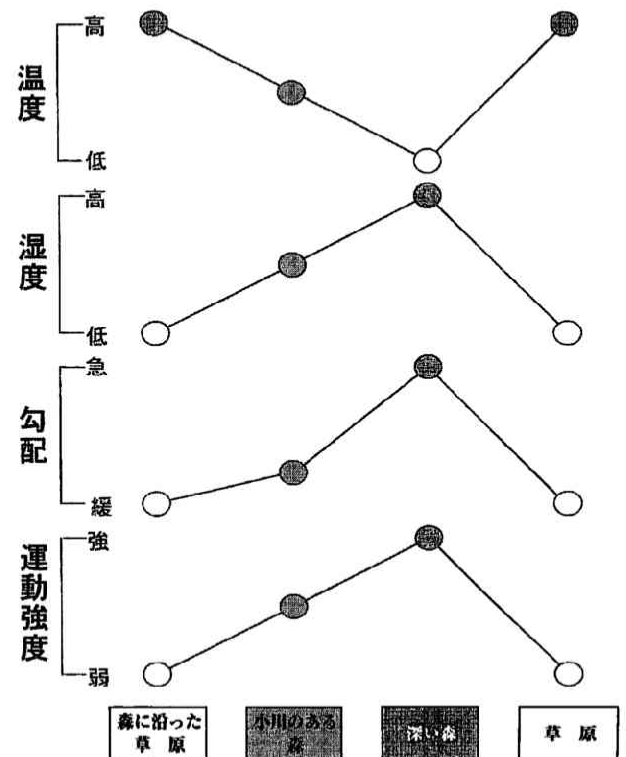 温度
高
低
湿度
高
低
勾配
急
緩
運動強度
強
弱
森に沿った
草 原
小川のある
森
深い森
草 原